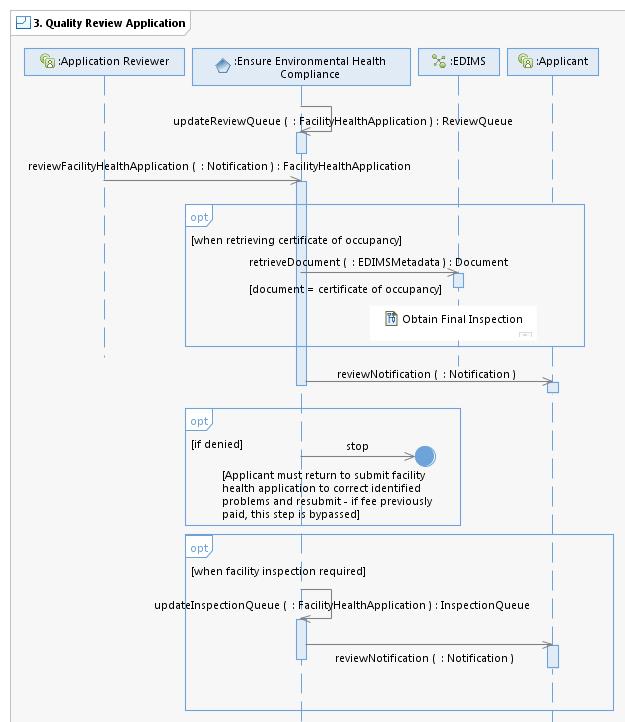 3. Quality Review Application
:Application Reviewer
:Ensure Environmental Health
Compliance
:EDIMS
:Applicant
updateReviewQueue ( : FacilityHealthApplication ) : ReviewQueue
reviewFacilityHealthApplication ( : Notification ) : FacilityHealthApplication
opt
[when retrieving certificate of occupancy]
retrieveDocument ( : EDIMSMetadata ) : Document
[document = certificate of occupancy]
Obtain Final Inspection
reviewNotification ( : Notification )
opt
[if denied]
stop
[Applicant must return to submit facility
health application to correct identified
problems and resubmit - if fee previously
paid, this step is bypassed]
opt
[when facility inspection required]
updateInspectionQueue ( : FacilityHealthApplication ) : InspectionQueue
reviewNotification ( : Notification )